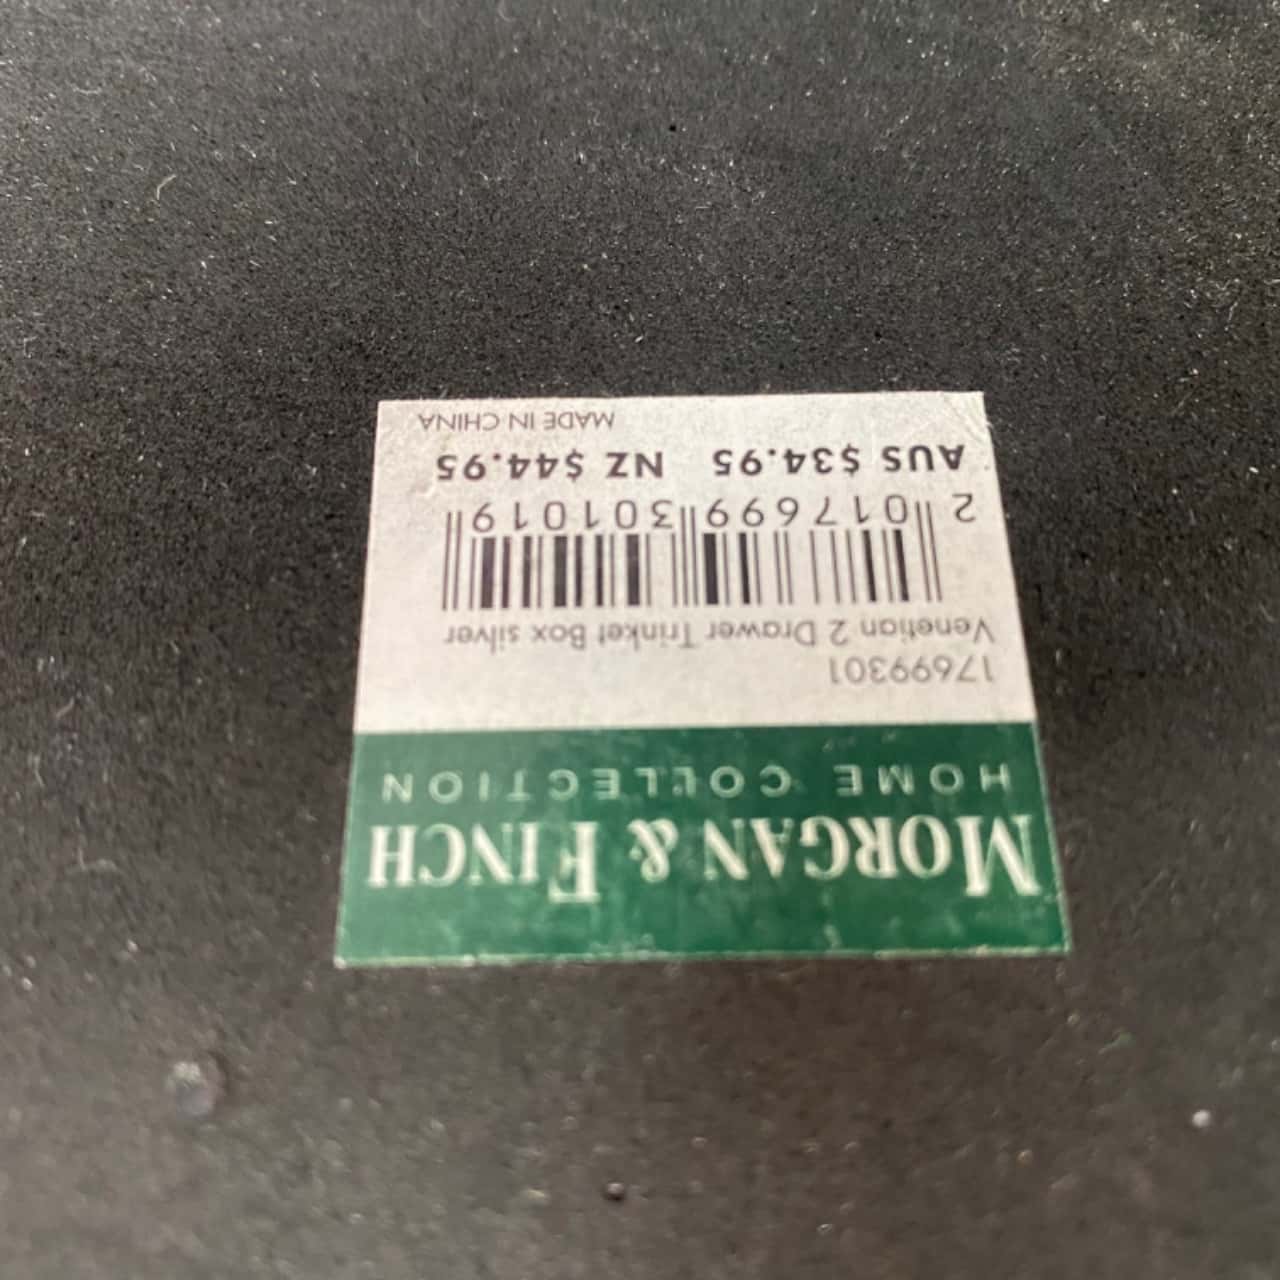 MORGAN & FINCH
HOME COLLECTION
17699301
Venetian 2 Drawer Trinket Box silver
2 017699 301019
AUS $34.95 NZ $44.95
MADE IN CHINA